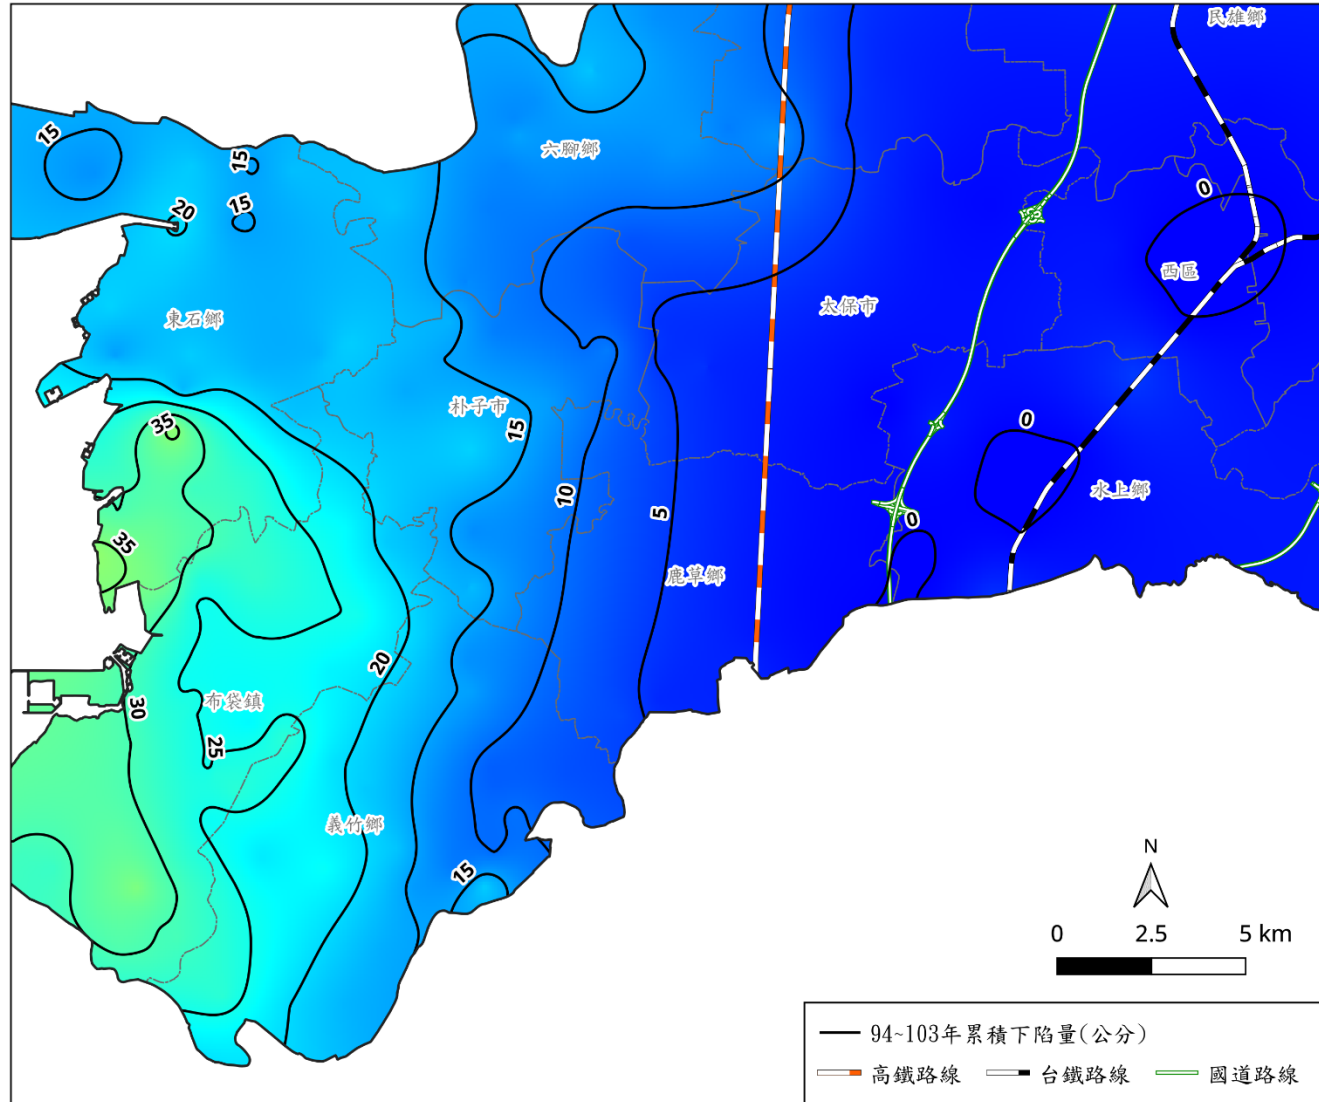 民雄鄉
六腳鄉
15
15
15
20
0
西區
東石鄉
太保市
朴子市
15
35
0
10
5
水上鄉
0
35
鹿草鄉
20
布袋鎮
30
25
義竹鄉
15
N
0 2.5 5 km
94~103年累積下陷量(公分)
高鐵路線 台鐵路線 國道路線